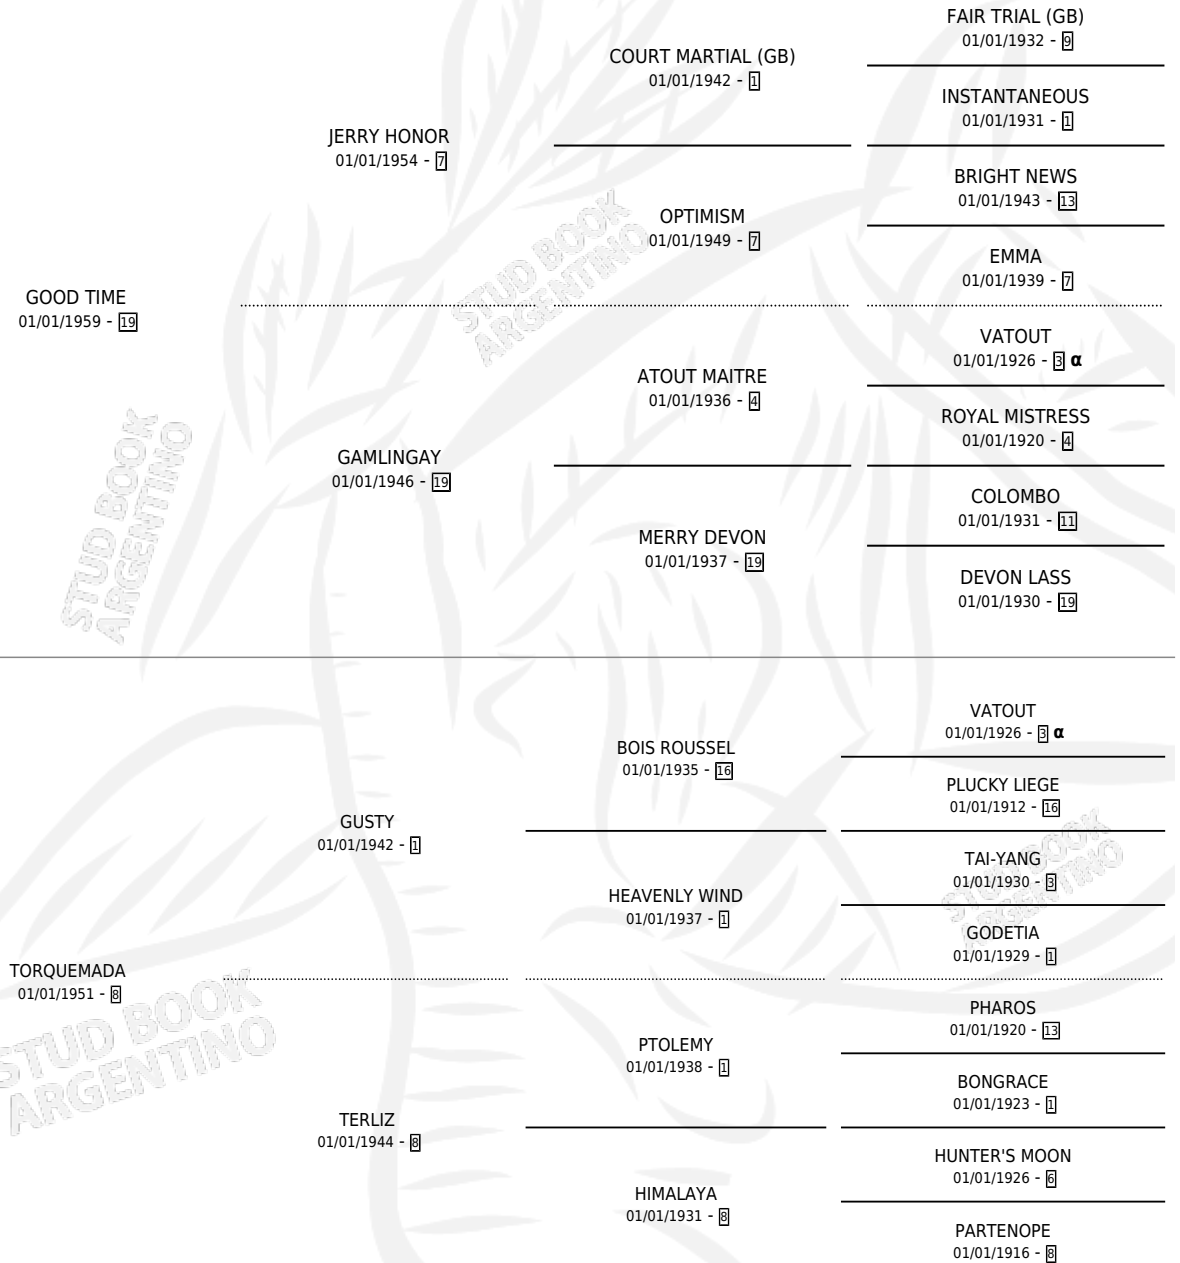 FAIR TRIAL (GB)
01/01/1932 - 9
COURT MARTIAL (GB)
01/01/1942 - 1
INSTANTANEOUS
01/01/1931 - 1
JERRY HONOR
01/01/1954 - 7
BRIGHT NEWS
01/01/1943 - 13
OPTIMISM
01/01/1949 - 7
EMMA
01/01/1939 - 7
GOOD TIME
01/01/1959 - 19
VATOUT
01/01/1926 - 3 α
ATOUT MAITRE
01/01/1936 - 4
ROYAL MISTRESS
01/01/1920 - 4
GAMLINGAY
01/01/1946 - 19
COLOMBO
01/01/1931 - 11
MERRY DEVON
01/01/1937 - 19
DEVON LASS
01/01/1930 - 19
VATOUT
01/01/1926 - 3 α
BOIS ROUSSEL
01/01/1935 - 16
PLUCKY LIEGE
01/01/1912 - 16
GUSTY
01/01/1942 - 1
TAI-YANG
01/01/1930 - 3
HEAVENLY WIND
01/01/1937 - 1
GODETIA
01/01/1929 - 1
TORQUEMADA
01/01/1951 - 8
PHAROS
01/01/1920 - 13
PTOLEMY
01/01/1938 - 1
BONGRACE
01/01/1923 - 1
TERLIZ
01/01/1944 - 8
HUNTER'S MOON
01/01/1926 - 6
HIMALAYA
01/01/1931 - 8
PARTENOPE
01/01/1916 - 8
STUD BOOK
ARGENTINO
STUD BOOK
ARGENTINO
STUD BOOK
ARGENTINO
STUD BOOK
ARGENTINO